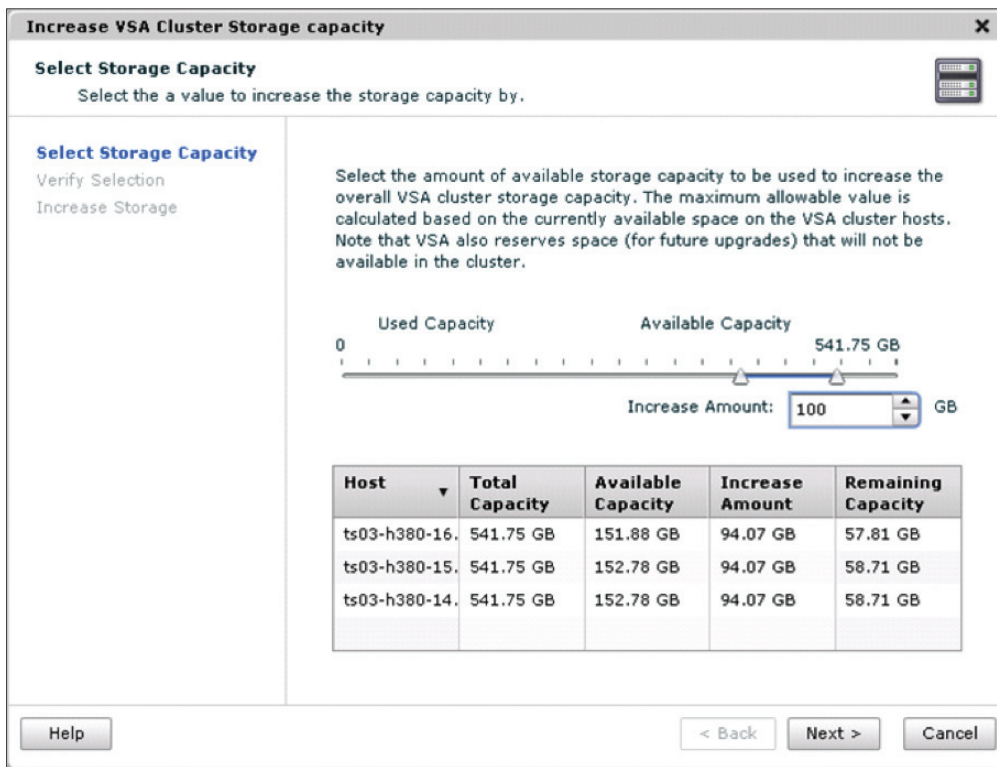 Increase VSA Cluster Storage capacity
Select Storage Capacity
Select the a value to increase the storage capacity by.
Select Storage Capacity
Verify Selection
Increase Storage
Select the amount of available storage capacity to be used to increase the
overall VSA cluster storage capacity. The maximum allowable value is
calculated based on the currently available space on the VSA cluster hosts.
Note that VSA also reserves space (for future upgrades) that will not be
available in the cluster.
Used Capacity Available Capacity
0 541.75 GB
Increase Amount: 100 GB
Host Total Capacity Available Capacity Increase Amount Remaining Capacity
ts03-h380-16. 541.75 GB 151.88 GB 94.07 GB 57.81 GB
ts03-h380-15. 541.75 GB 152.78 GB 94.07 GB 58.71 GB
ts03-h380-14. 541.75 GB 152.78 GB 94.07 GB 58.71 GB
Help < Back Next > Cancel